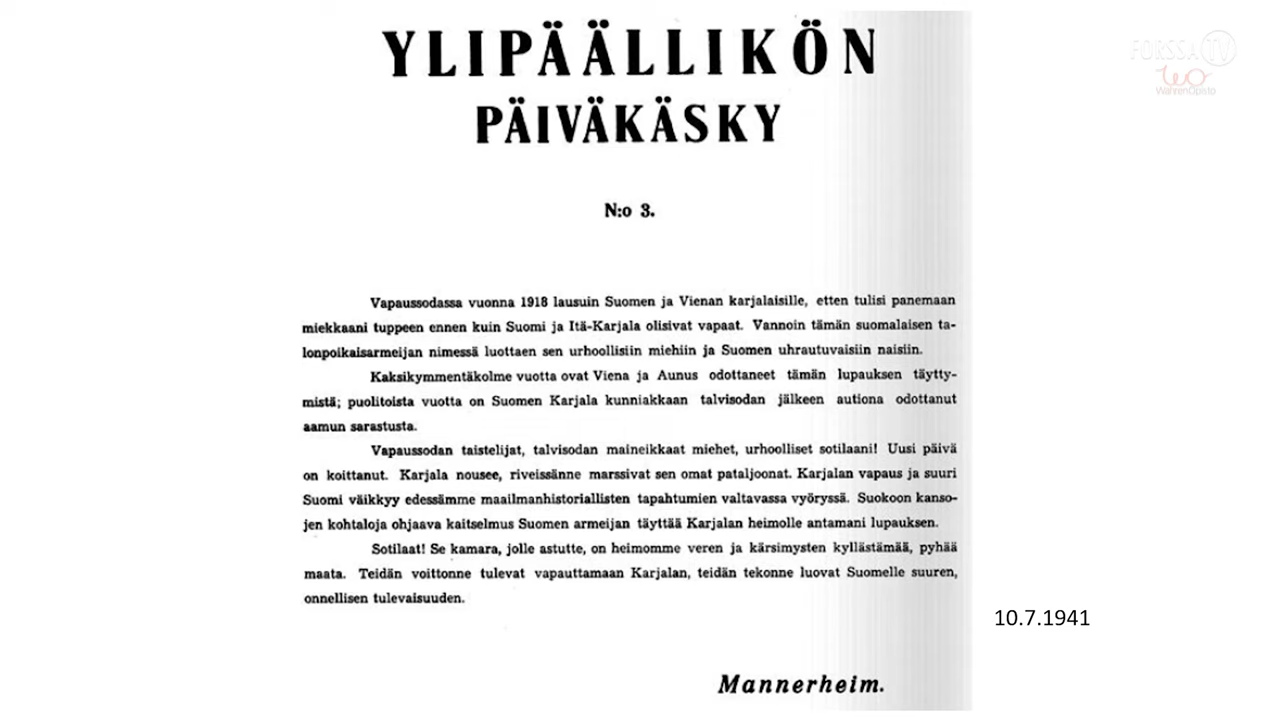 YLIPÄÄLLIKÖN
PÄIVÄKÄSKY
N:o 3.
Vapaussodassa vuonna 1918 lausuin Suomen ja Vienan karjalaisille, etten tulisi panemaan
miekkaani tuppeen ennen kuin Suomi ja Itä-Karjala olisivat vapaat. Vannoin tämän suomalaisen ta-
lonpoikaisarmeijan nimessä luottaen sen urhoollisiin miehiin ja Suomen uhrautuvaisiin naisiin.
Kaksikymmentäkolme vuotta ovat Viena ja Aunus odottaneet tämän lupauksen täytty-
mistä; puolitoista vuotta on Suomen Karjala kunniakkaan talvisodan jälkeen autiona odottanut
aamun sarastusta.
Vapaussodan taistelijat, talvisodan maineikkaat miehet, urhoolliset sotilaani! Uusi päivä
on koittanut. Karjala nousee, riveissänne marssivat sen omat pataljoonat. Karjalan vapaus ja suuri
Suomi väikkyy edessämme maailmanhistoriallisten tapahtumien valtavassa vyöryssä. Suokoon kanso-
jen kohtaloja ohjaava kaitselmus Suomen armeijan täyttää Karjalan heimolle antamani lupauksen.
Sotilaat! Se kamara, jolle astutte, on heimomme veren ja kärsimysten kyllästämää, pyhää
maata. Teidän voittonne tulevat vapauttamaan Karjalan, teidän tekonne luovat Suomelle suuren,
onnellisen tulevaisuuden.
Mannerheim.
10.7.1941
FORSSA TV
WahrenOpisto